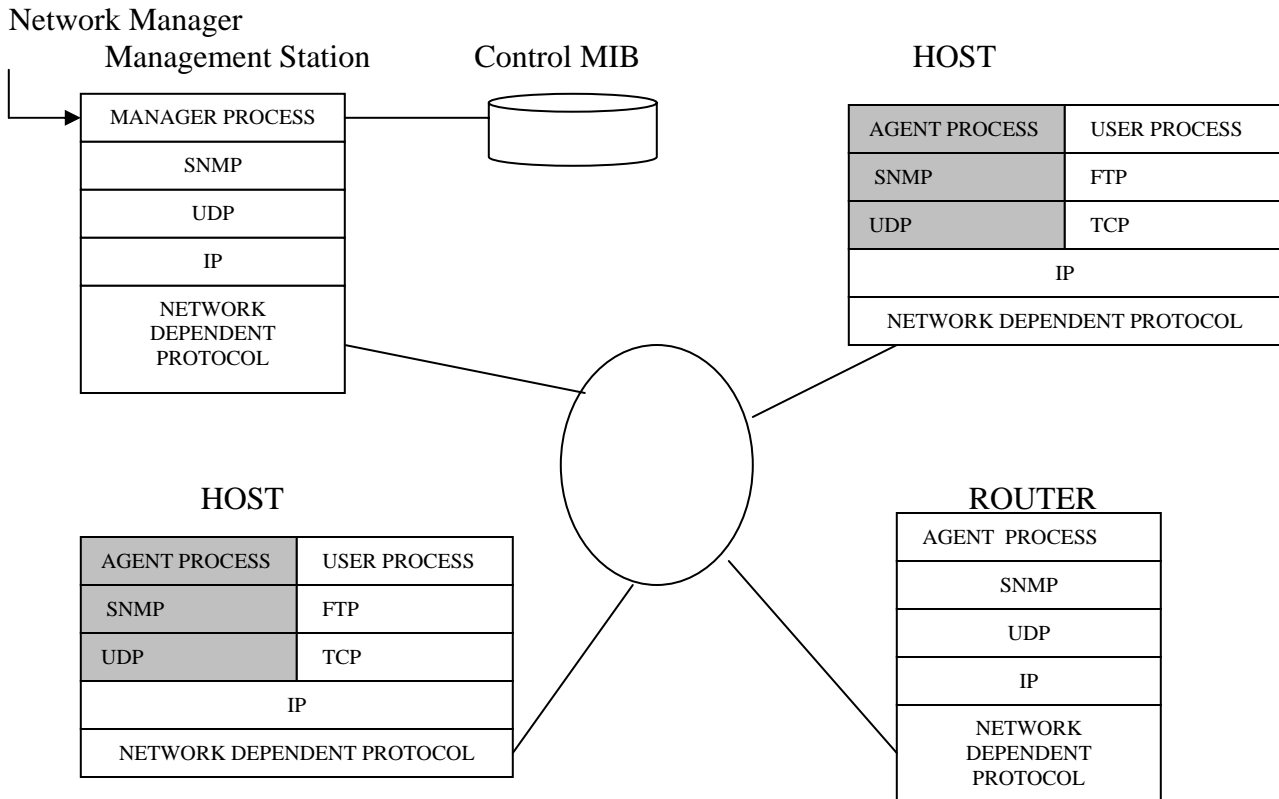 Network Manager
Management Station
Control MIB
HOST
MANAGER PROCESS
SNMP
UDP
IP
NETWORK
DEPENDENT
PROTOCOL
AGENT PROCESS
USER PROCESS
SNMP
FTP
UDP
TCP
IP
NETWORK DEPENDENT PROTOCOL
HOST
AGENT PROCESS
USER PROCESS
SNMP
FTP
UDP
TCP
IP
NETWORK DEPENDENT PROTOCOL
ROUTER
AGENT PROCESS
SNMP
UDP
IP
NETWORK
DEPENDENT
PROTOCOL